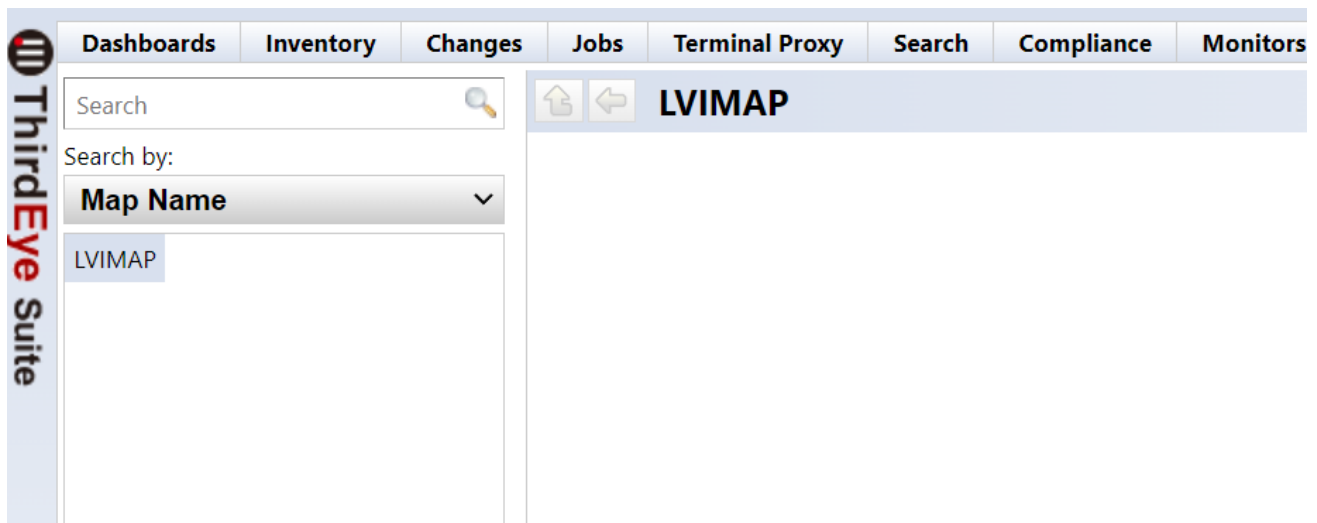 ThirdEye Suite
Dashboards Inventory Changes Jobs Terminal Proxy Search Compliance Monitors
Search
Search by:
Map Name
LVIMAP
LVIMAP